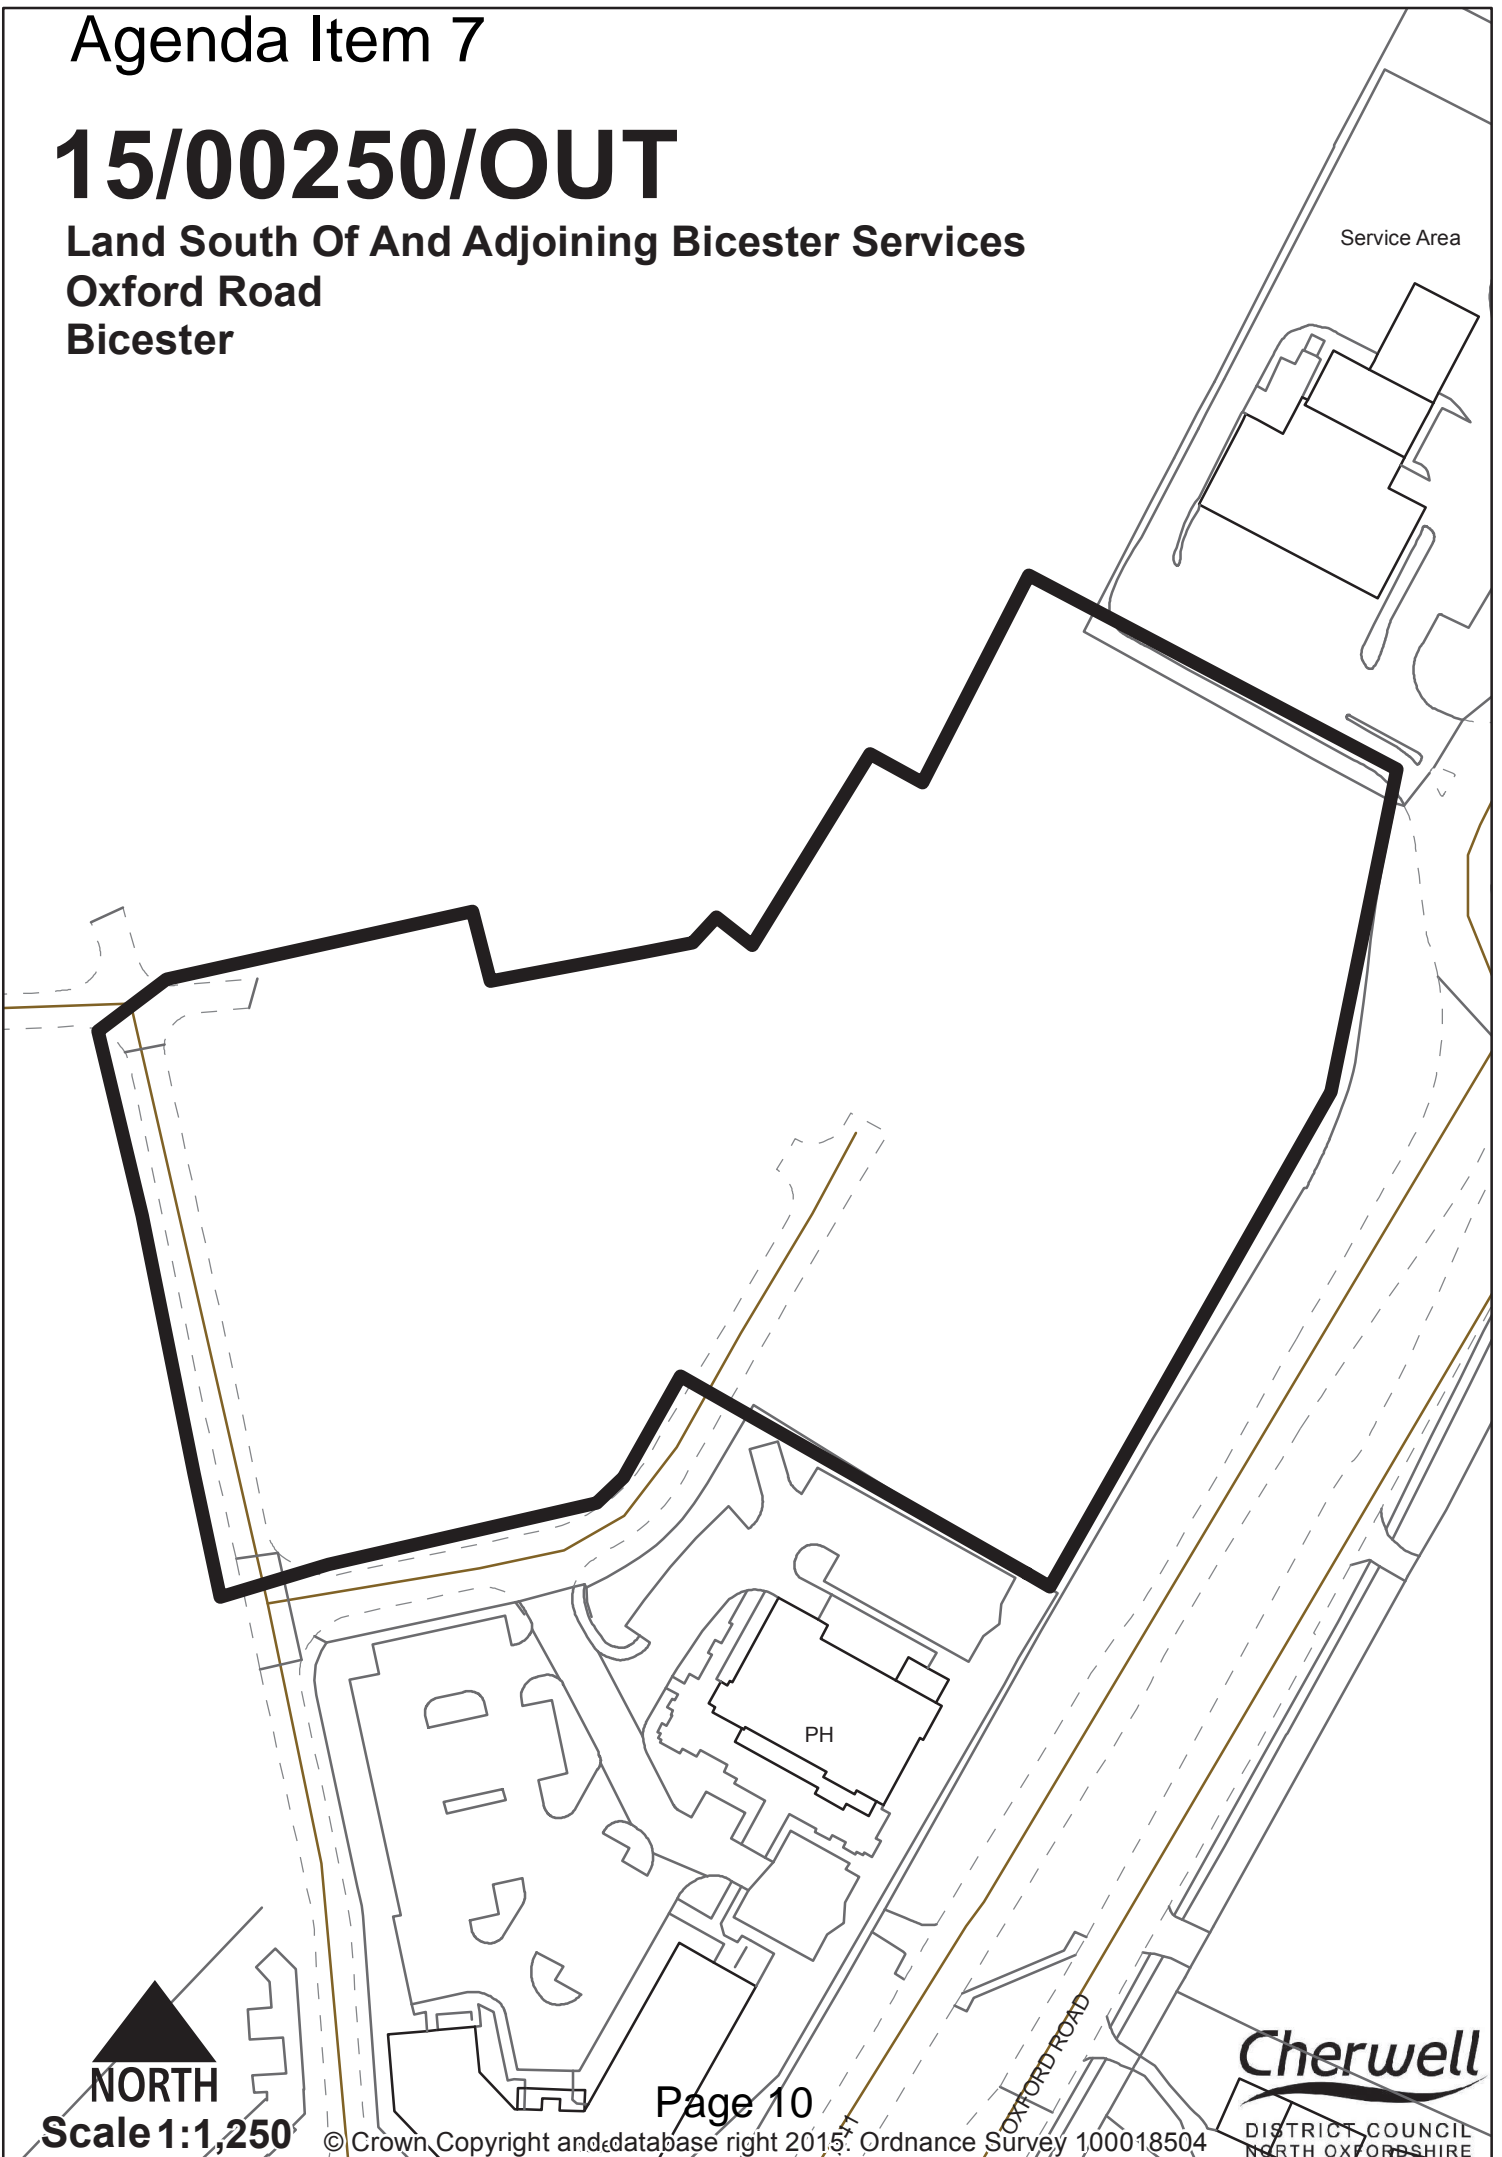 Agenda Item 7
15/00250/OUT
Land South Of And Adjoining Bicester Services
Oxford Road
Bicester
Service Area
PH
OXFORD ROAD
NORTH
Scale 1:1,250
Page 10
© Crown Copyright and database right 2015. Ordnance Survey 100018504
Cherwell
DISTRICT COUNCIL
NORTH OXFORDSHIRE